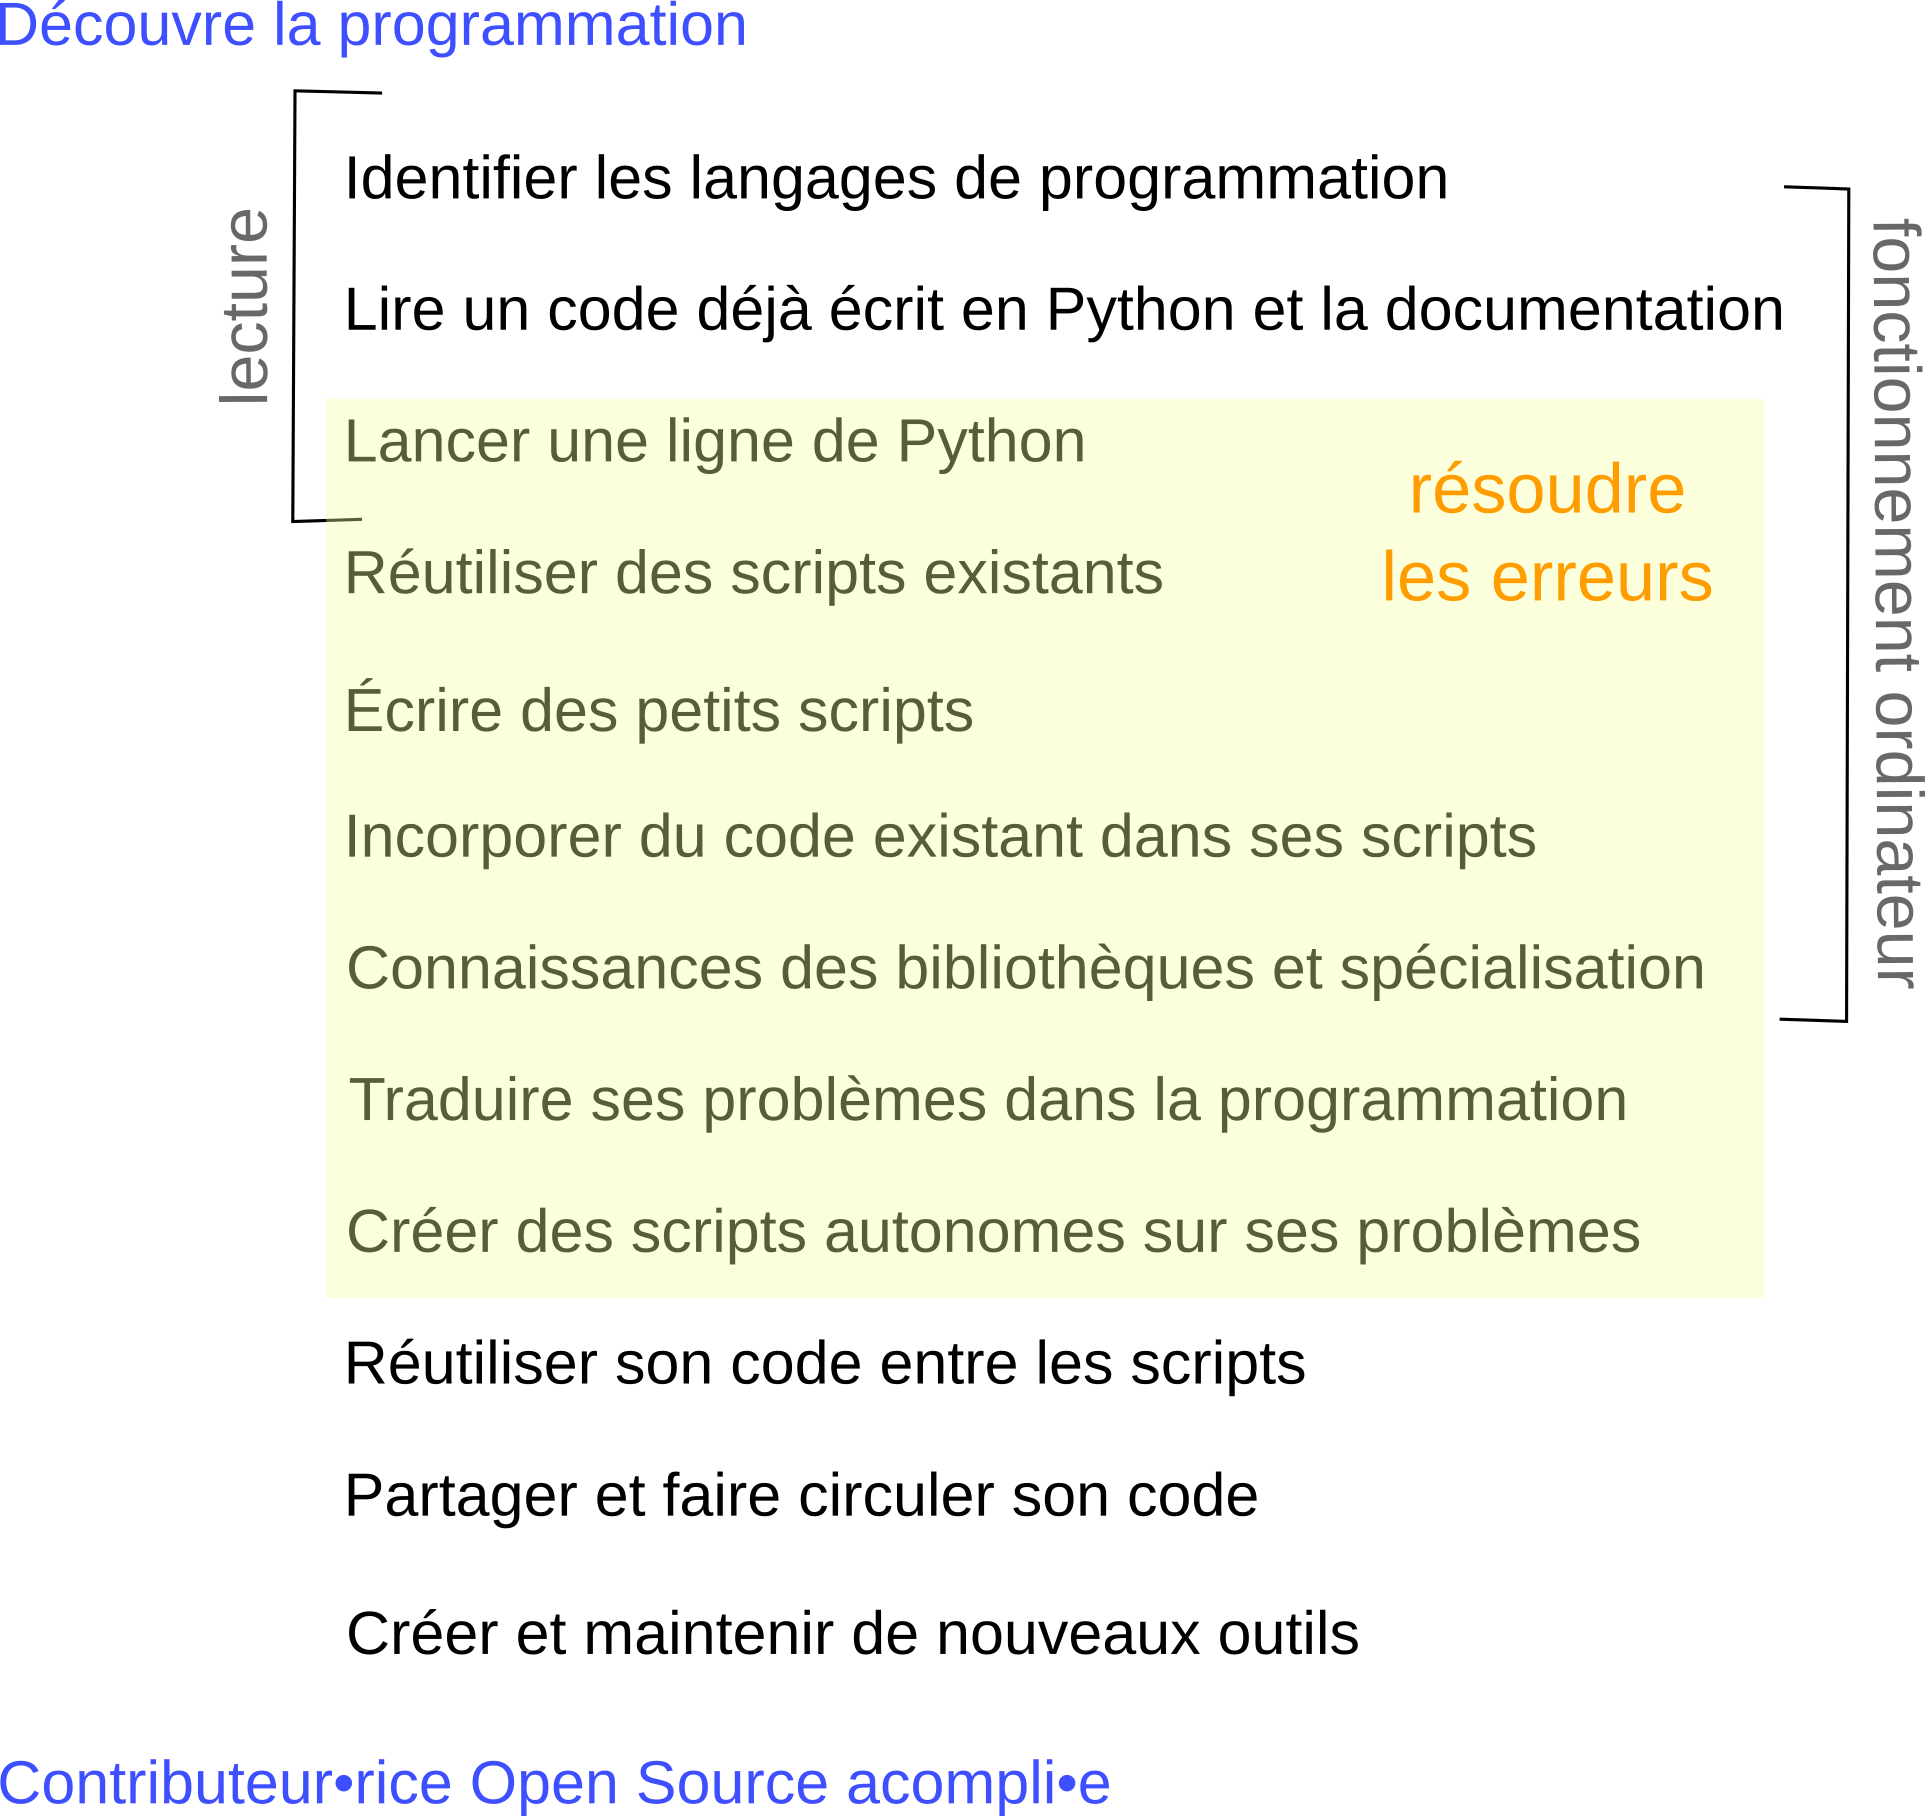 Découvre la programmation
lecture
Identifier les langages de programmation
Lire un code déjà écrit en Python et la documentation
Lancer une ligne de Python
résoudre
les erreurs
Réutiliser des scripts existants
Écrire des petits scripts
Incorporer du code existant dans ses scripts
Connaissances des bibliothèques et spécialisation
Traduire ses problèmes dans la programmation
Créer des scripts autonomes sur ses problèmes
fonctionnement ordinateur
Réutiliser son code entre les scripts
Partager et faire circuler son code
Créer et maintenir de nouveaux outils
Contributeur•rice Open Source acompli•e